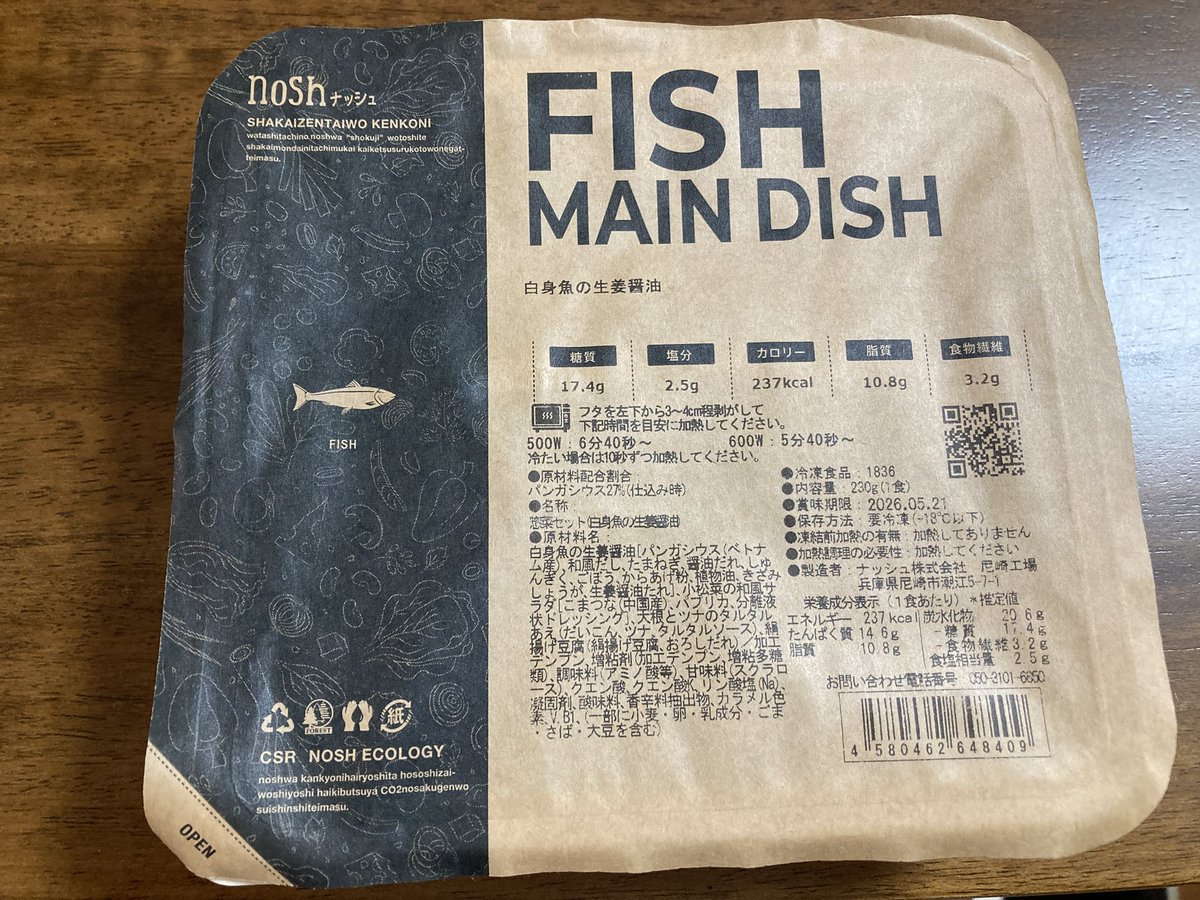 nosh ナッシュ
SHAKAIZENTAIWO KENKONI
watashitachino noshwa "shokuji" wotoshite
shakaimondainitachimukai kaiketsusurukotowonegat-
teimasu.
FISH
FOREST
紙
CSR NOSH ECOLOGY
noshwa kankyonihairyoshita hososhizai-
woshiyoshi haikibutsuya CO2nosakugenwo
suishinshiteimasu.
OPEN
FISH
MAIN DISH
白身魚の生姜醤油
糖質 塩分 カロリー 脂質 食物繊維
17.4g 2.5g 237kcal 10.8g 3.2g
フタを左下から3〜4cm程剥がして
下記時間を目安に加熱してください。
500W：6分40秒〜 600W：5分40秒〜
冷たい場合は10秒ずつ加熱してください。
●原材料配合割合
パンガシウス27%(仕込み時)
●名称：
惣菜セット(白身魚の生姜醤油)
●原材料名：
白身魚の生姜醤油[パンガシウス(ベトナ
ム産)、和風だし、たまねぎ、醤油だれ、しゅ
んぎく、ごぼう、からあげ粉、植物油、きざみ
しょうが、生姜醤油だれ]、小松菜の和風サ
ラダ[こまつな(中国産)、パプリカ、分離液
状ドレッシング]、大根とツナのタルタル
あえ(だいこん、ツナ、タルタルソース)、絹
揚げ豆腐(絹揚げ豆腐、おろしだれ)／加工
デンプン、増粘剤(加工デンプン、増粘多糖
類)、調味料(アミノ酸等)、甘味料(スクラロ
ース)、クエン酸、クエン酸K、リン酸塩(Na)、
凝固剤、酸味料、香辛料抽出物、カラメル色
素、V.B1、(一部に小麦・卵・乳成分・ごま
・さば・大豆を含む)
●冷凍食品：1836
●内容量：230g(1食)
●賞味期限：2026.05.21
●保存方法：要冷凍(-18℃以下)
●凍結前加熱の有無：加熱してありません
●加熱調理の必要性：加熱してください
●製造者：ナッシュ株式会社 尼崎工場
兵庫県尼崎市潮江5-7-1
栄養成分表示（1食あたり）＊推定値
エネルギー 237 kcal 炭水化物 20.6g
たんぱく質 14.6g －糖質 17.4g
脂質 10.8g －食物繊維 3.2g
食塩相当量 2.5g
お問い合わせ電話番号：050-3101-6850
4 580462 648409